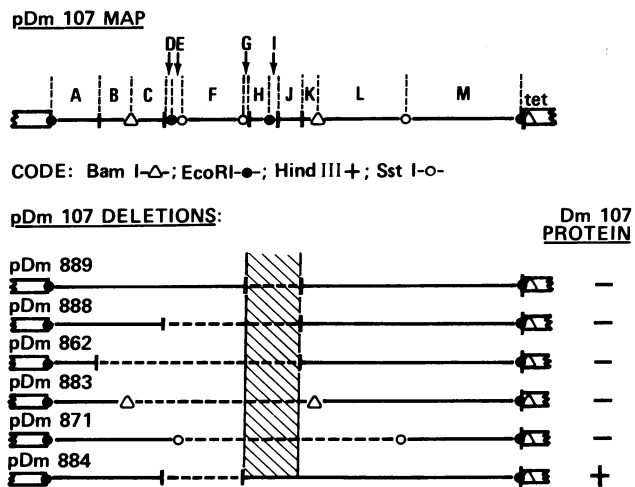 pDm 107 MAP
DE G I
A B C F H J K L M tet
CODE: Bam I-△-; EcoRI-●-; Hind III+; Sst I-○-
pDm 107 DELETIONS: Dm 107
PROTEIN
pDm 889
−
pDm 888
−
pDm 862
−
pDm 883
−
pDm 871
−
pDm 884
+